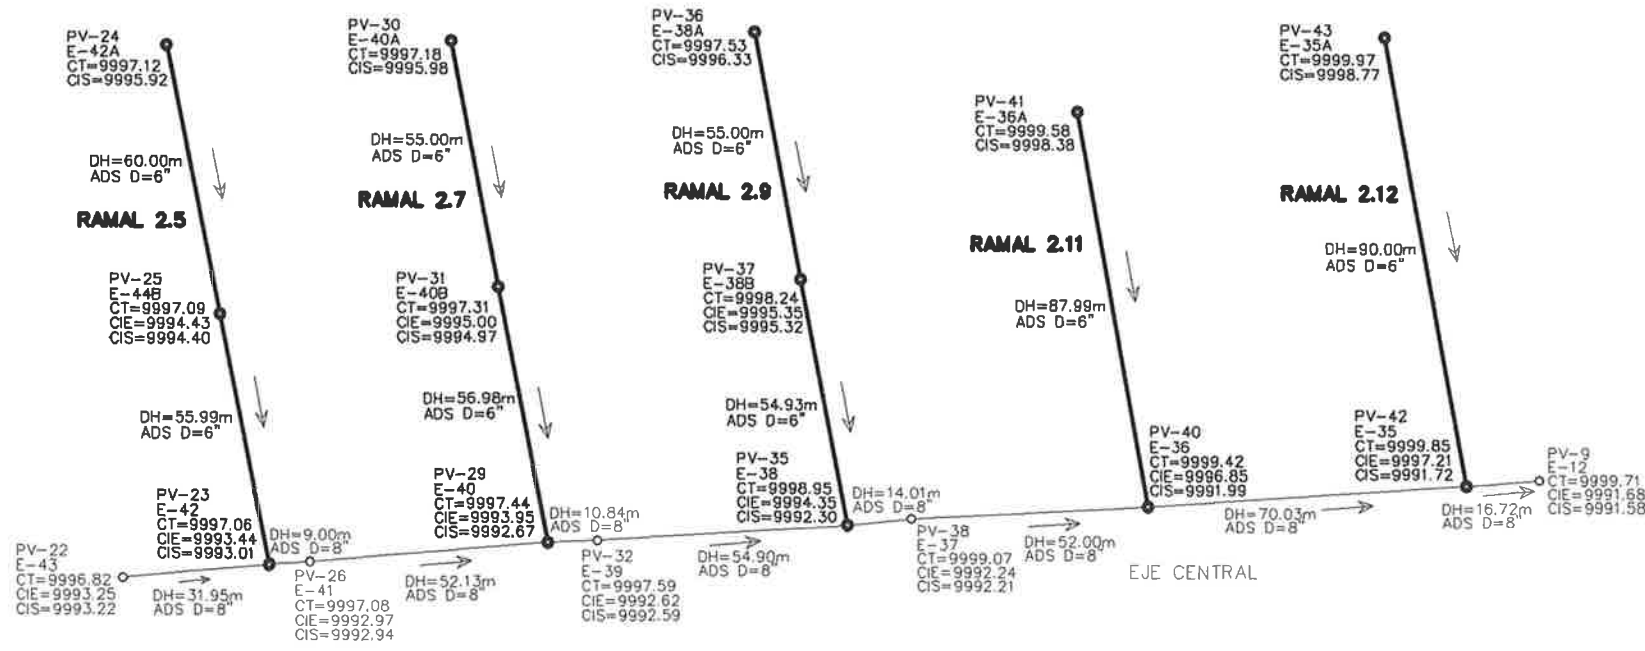 PV-24
E-42A
CT=9997.12
CIS=9995.92
DH=60.00m
ADS D=6"
RAMAL 2.5
PV-25
E-44B
CT=9997.09
CIE=9994.43
CIS=9994.40
DH=55.99m
ADS D=6"
PV-23
E-42
CT=9997.06
CIE=9993.44
CIS=9993.01
PV-22
E-43
CT=9996.82
CIE=9993.25
CIS=9993.22
DH=31.95m
ADS D=8"
DH=9.00m
ADS D=8"
PV-26
E-41
CT=9997.08
CIE=9992.97
CIS=9992.94
PV-30
E-40A
CT=9997.18
CIS=9995.98
DH=55.00m
ADS D=6"
RAMAL 2.7
PV-31
E-40B
CT=9997.31
CIE=9995.00
CIS=9994.97
DH=56.98m
ADS D=6"
PV-29
E-40
CT=9997.44
CIE=9993.95
CIS=9992.67
DH=52.13m
ADS D=8"
DH=10.84m
ADS D=8"
PV-32
E-39
CT=9997.59
CIE=9992.62
CIS=9992.59
PV-36
E-38A
CT=9997.53
CIS=9996.33
DH=55.00m
ADS D=6"
RAMAL 2.9
PV-37
E-38B
CT=9998.24
CIE=9995.35
CIS=9995.32
DH=54.93m
ADS D=6"
PV-35
E-38
CT=9998.95
CIE=9994.35
CIS=9992.30
DH=54.90m
ADS D=8"
DH=14.01m
ADS D=8"
PV-38
E-37
CT=9999.07
CIE=9992.24
CIS=9992.21
PV-41
E-36A
CT=9999.58
CIS=9998.38
RAMAL 2.11
DH=87.99m
ADS D=6"
PV-40
E-36
CT=9999.42
CIE=9996.85
CIS=9991.99
DH=52.00m
ADS D=8"
EJE CENTRAL
PV-43
E-35A
CT=9999.97
CIS=9998.77
RAMAL 2.12
DH=90.00m
ADS D=6"
PV-42
E-35
CT=9999.85
CIE=9997.21
CIS=9991.72
DH=70.03m
ADS D=8"
DH=16.72m
ADS D=8"
PV-9
E-12
CT=9999.71
CIE=9991.68
CIS=9991.58